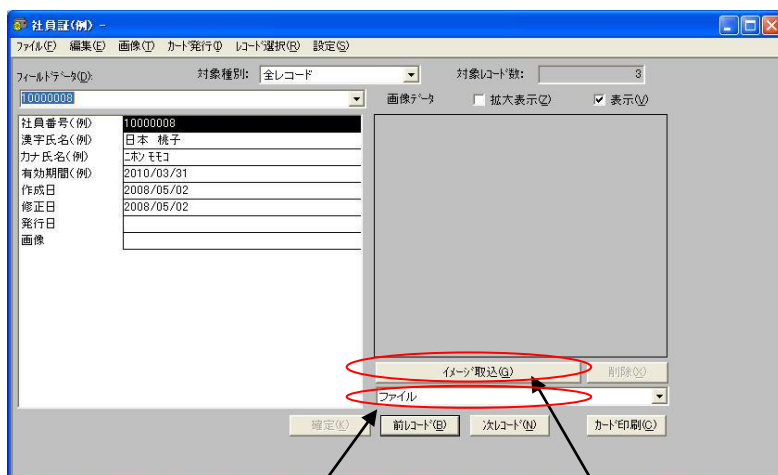 社員証(例) -
ファイル(F) 編集(E) 画像(T) カード発行(I) レコード選択(R) 設定(S)
フィールドデータ(D): 対象種別: 全レコード 対象レコード数: 3
10000008 画像データ 拡大表示(Z) 表示(V)
社員番号(例) 10000008
漢字氏名(例) 日本 桃子
カナ氏名(例) ニホン モモコ
有効期間(例) 2010/03/31
作成日 2008/05/02
修正日 2008/05/02
発行日
画像
イメージ取込(G) 削除(X)
ファイル
確定(K) 前レコード(B) 次レコード(N) カード印刷(C)